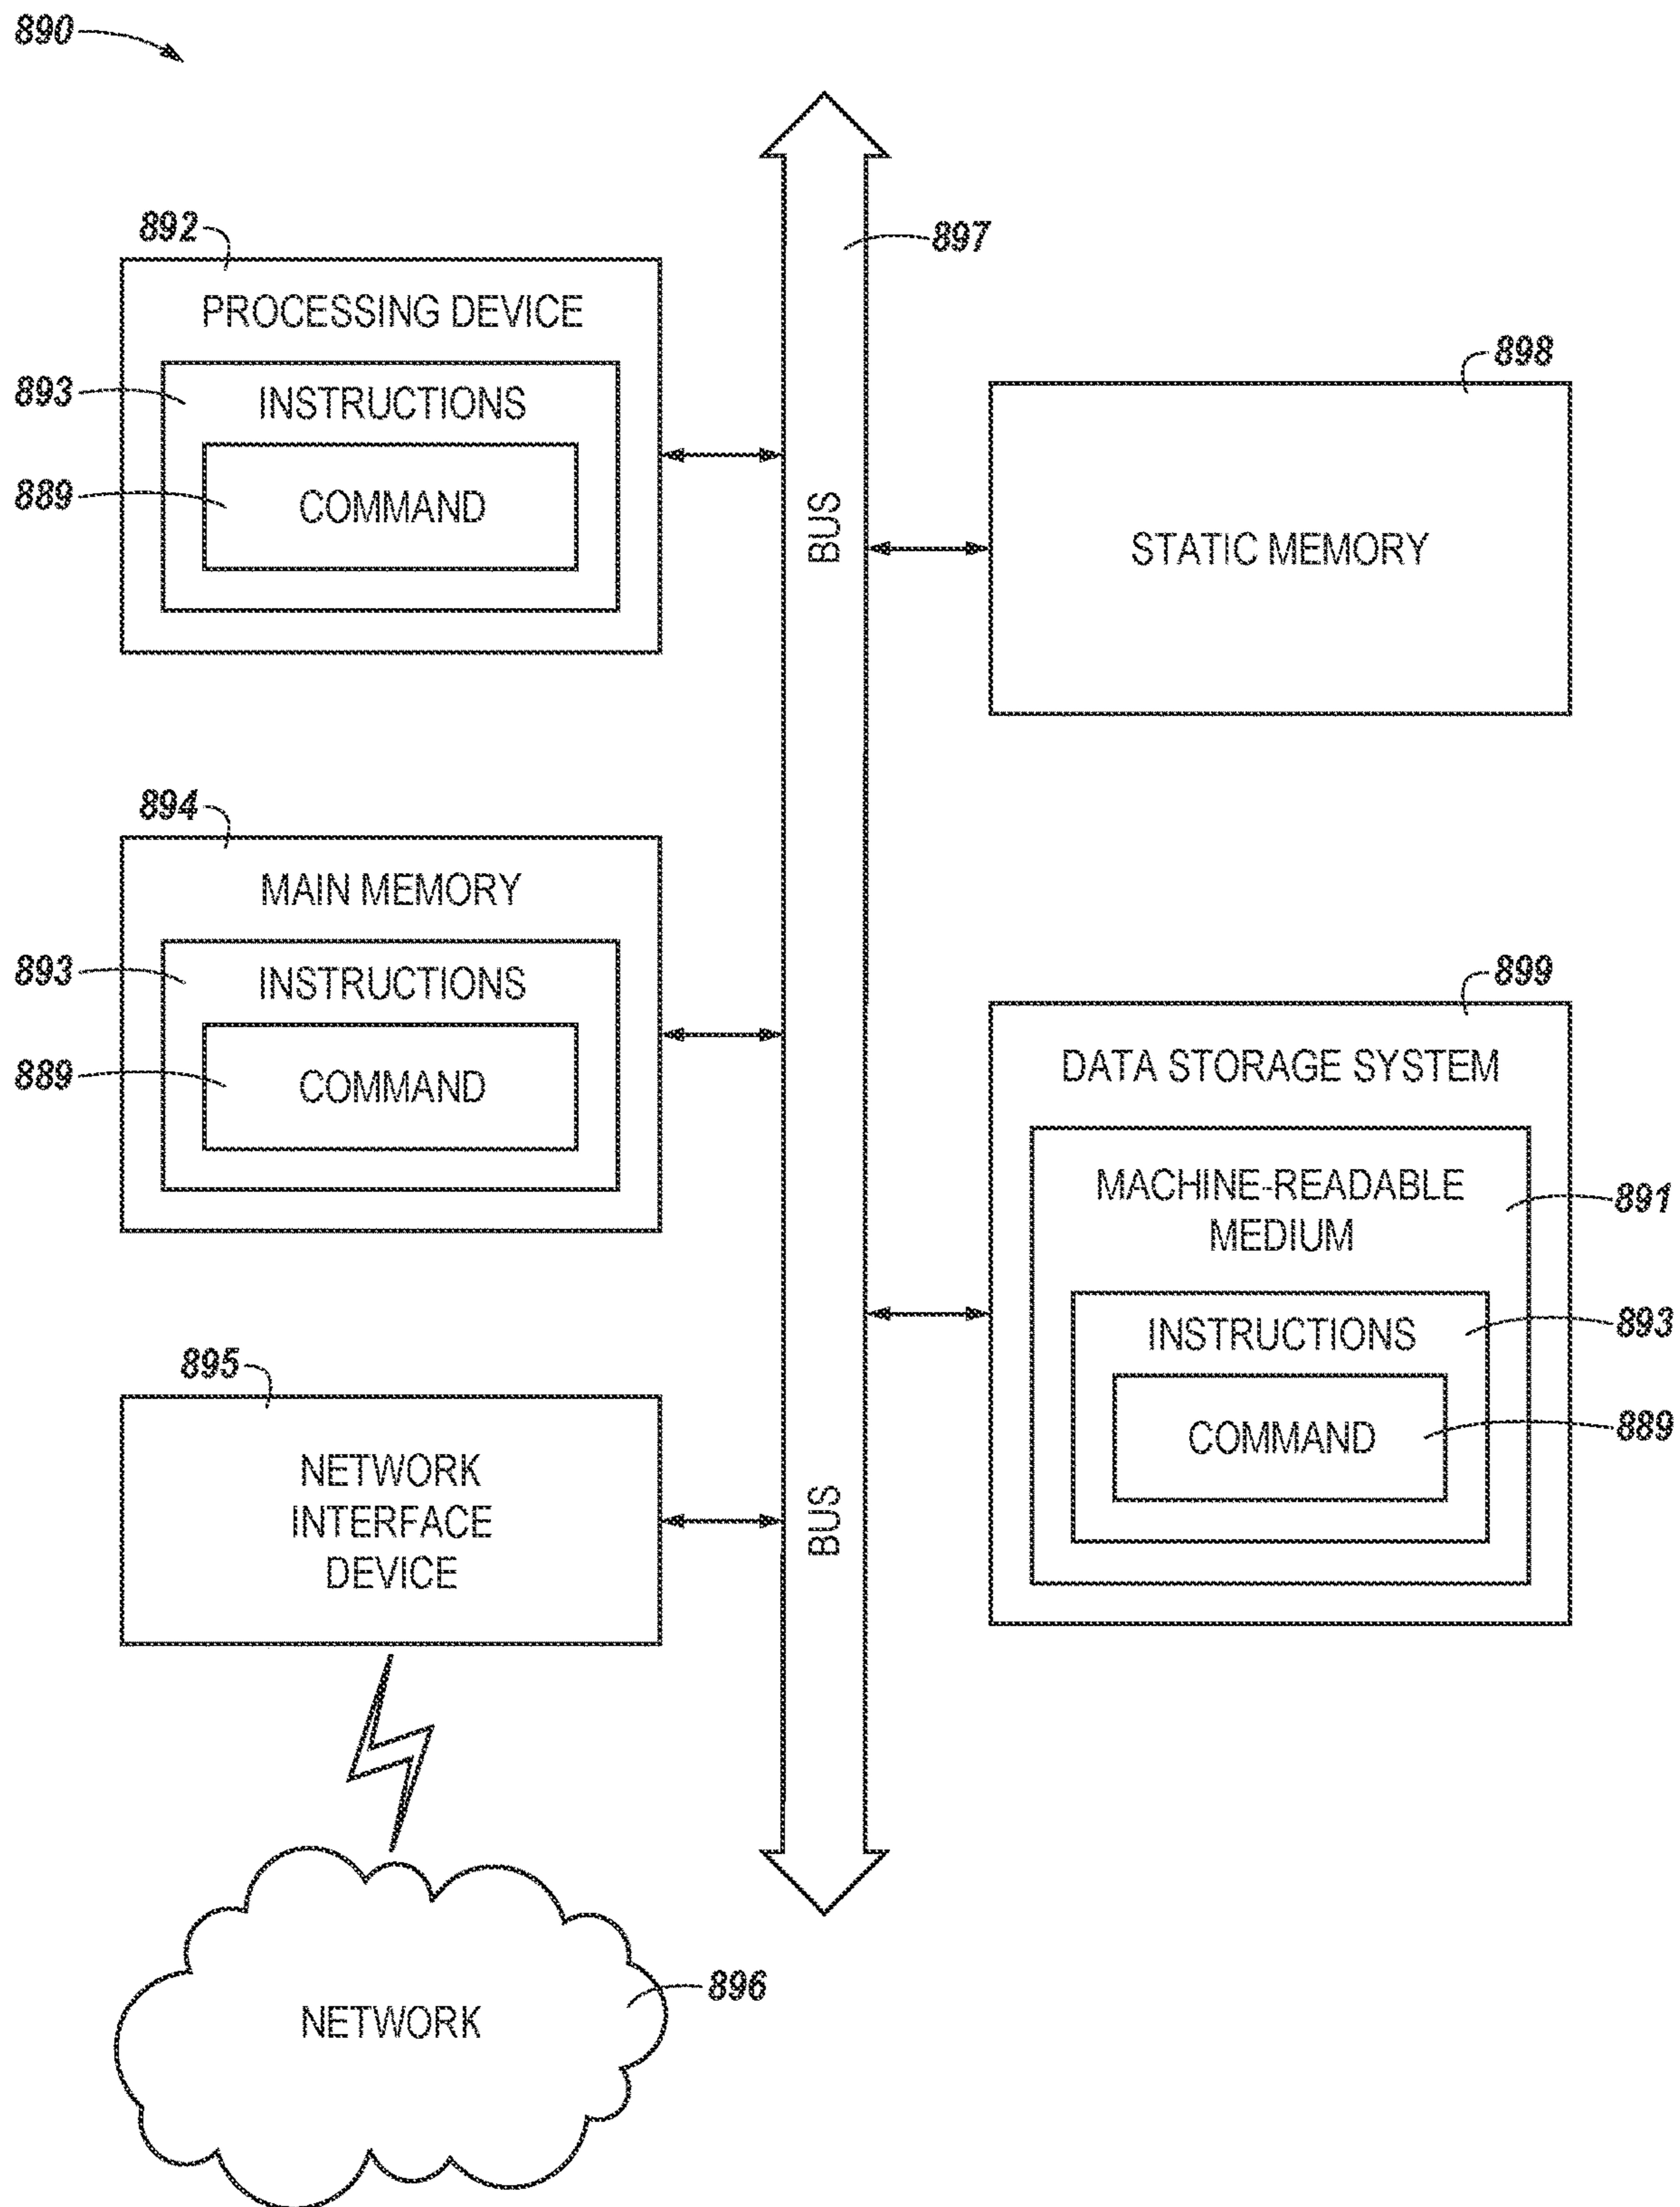 890
892
PROCESSING DEVICE
893
INSTRUCTIONS
889
COMMAND
894
MAIN MEMORY
893
INSTRUCTIONS
889
COMMAND
895
NETWORK
INTERFACE
DEVICE
NETWORK
896
BUS
BUS
897
898
STATIC MEMORY
899
DATA STORAGE SYSTEM
MACHINE-READABLE
MEDIUM
891
INSTRUCTIONS
893
COMMAND
889